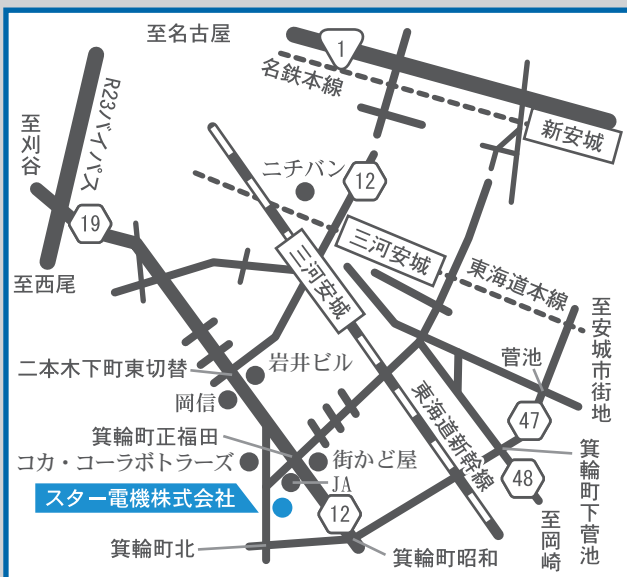 至名古屋
1
名鉄本線
新安城
R23バイパス
至刈谷
ニチバン
12
19
三河安城
三河安城
東海道本線
至西尾
至安城市街地
岩井ビル
菅池
二本木下町東切替
岡信
東海道新幹線
47
箕輪町正福田
コカ・コーラボトラーズ
街かど屋
箕輪町下菅池
JA
48
スター電機株式会社
12
至岡崎
箕輪町北
箕輪町昭和